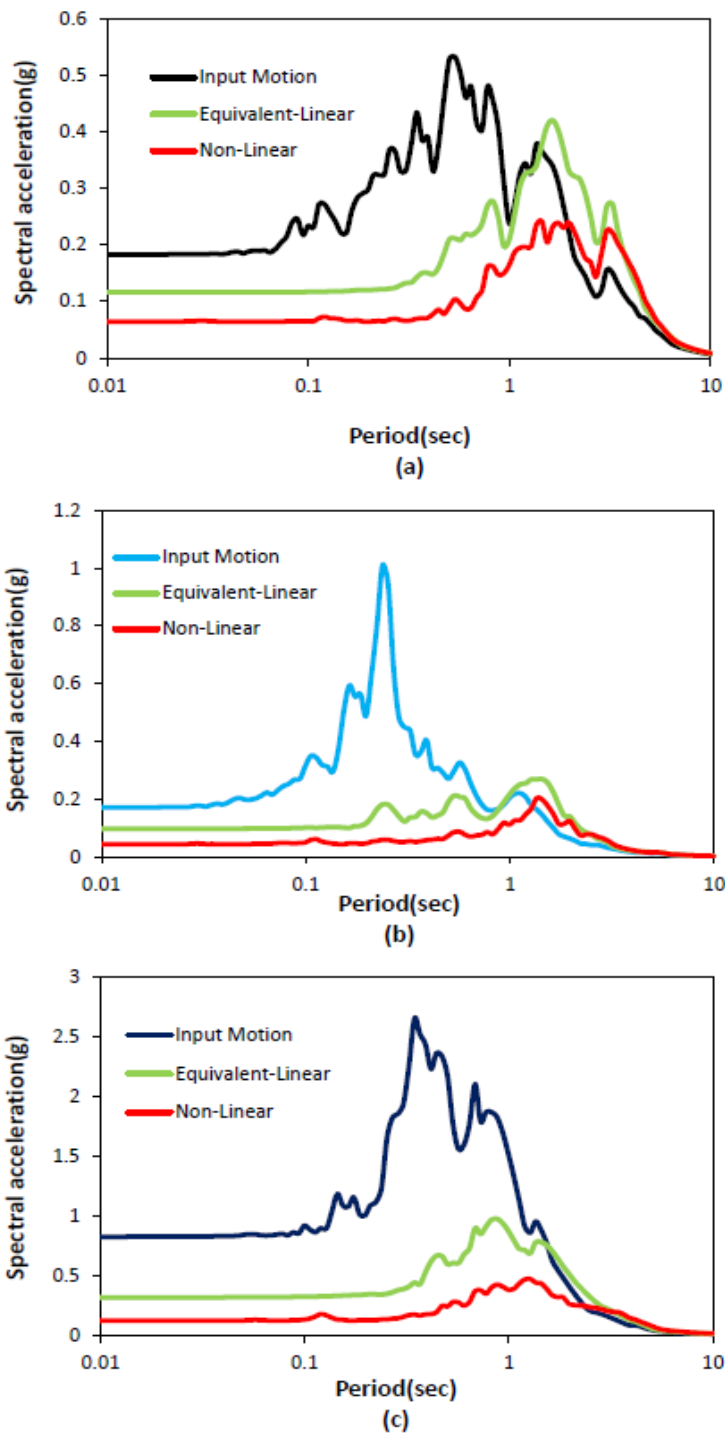 Spectral acceleration(g)
0.6
0.5
0.4
0.3
0.2
0.1
0
Input Motion
Equivalent-Linear
Non-Linear
0.01 0.1 1 10
Period(sec)
(a)
Spectral acceleration(g)
1.2
1
0.8
0.6
0.4
0.2
0
Input Motion
Equivalent-Linear
Non-Linear
0.01 0.1 1 10
Period(sec)
(b)
Spectral acceleration(g)
3
2.5
2
1.5
1
0.5
0
Input Motion
Equivalent-Linear
Non-Linear
0.01 0.1 1 10
Period(sec)
(c)